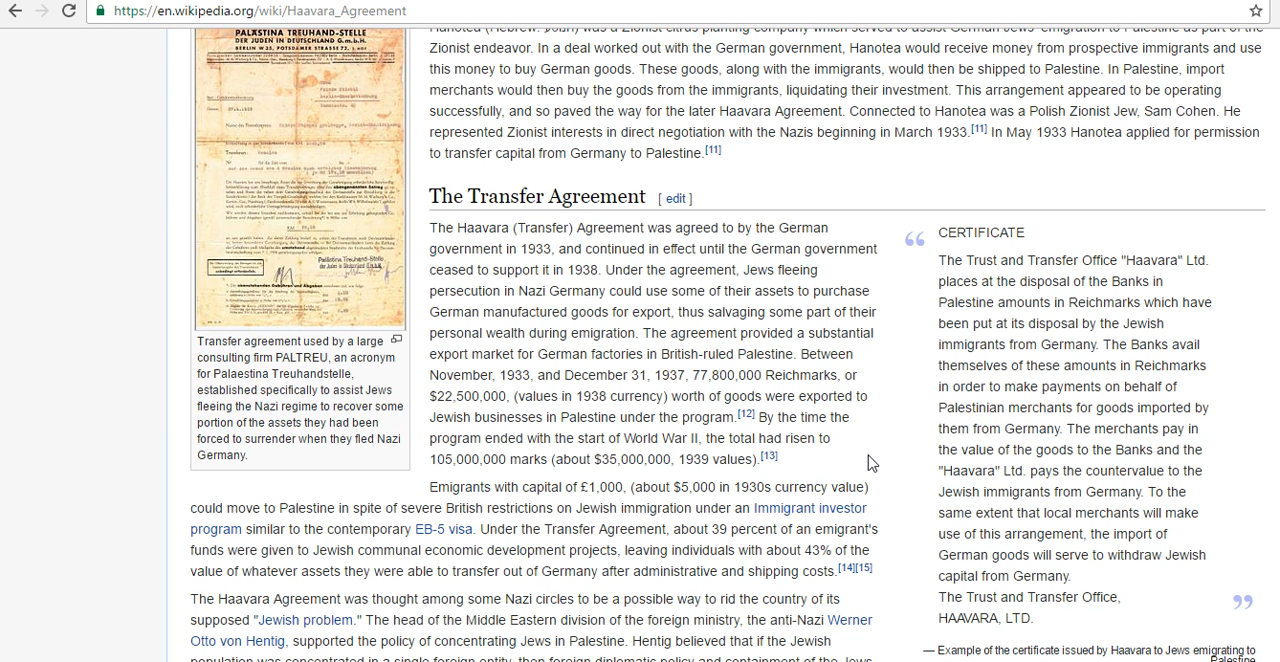 https://en.wikipedia.org/wiki/Haavara_Agreement
PALÄSTINA TREUHAND-STELLE
DER JUDEN IN DEUTSCHLAND G.m.b.H.
BERLIN W 35, POTSDAMER STRASSE 72
Transfer agreement used by a large
consulting firm PALTREU, an acronym
for Palaestina Treuhandstelle,
established specifically to assist Jews
fleeing the Nazi regime to recover some
portion of the assets they had been
forced to surrender when they fled Nazi
Germany.
Zionist endeavor. In a deal worked out with the German government, Hanotea would receive money from prospective immigrants and use
this money to buy German goods. These goods, along with the immigrants, would then be shipped to Palestine. In Palestine, import
merchants would then buy the goods from the immigrants, liquidating their investment. This arrangement appeared to be operating
successfully, and so paved the way for the later Haavara Agreement. Connected to Hanotea was a Polish Zionist Jew, Sam Cohen. He
represented Zionist interests in direct negotiation with the Nazis beginning in March 1933.[11] In May 1933 Hanotea applied for permission
to transfer capital from Germany to Palestine.[11]
The Transfer Agreement [ edit ]
The Haavara (Transfer) Agreement was agreed to by the German
government in 1933, and continued in effect until the German government
ceased to support it in 1938. Under the agreement, Jews fleeing
persecution in Nazi Germany could use some of their assets to purchase
German manufactured goods for export, thus salvaging some part of their
personal wealth during emigration. The agreement provided a substantial
export market for German factories in British-ruled Palestine. Between
November, 1933, and December 31, 1937, 77,800,000 Reichmarks, or
$22,500,000, (values in 1938 currency) worth of goods were exported to
Jewish businesses in Palestine under the program.[12] By the time the
program ended with the start of World War II, the total had risen to
105,000,000 marks (about $35,000,000, 1939 values).[13]
Emigrants with capital of £1,000, (about $5,000 in 1930s currency value)
could move to Palestine in spite of severe British restrictions on Jewish immigration under an Immigrant investor
program similar to the contemporary EB-5 visa. Under the Transfer Agreement, about 39 percent of an emigrant's
funds were given to Jewish communal economic development projects, leaving individuals with about 43% of the
value of whatever assets they were able to transfer out of Germany after administrative and shipping costs.[14][15]
The Haavara Agreement was thought among some Nazi circles to be a possible way to rid the country of its
supposed "Jewish problem." The head of the Middle Eastern division of the foreign ministry, the anti-Nazi Werner
Otto von Hentig, supported the policy of concentrating Jews in Palestine. Hentig believed that if the Jewish
population was concentrated in a single foreign entity, then foreign diplomatic policy and containment of the Jews
“ CERTIFICATE
The Trust and Transfer Office "Haavara" Ltd.
places at the disposal of the Banks in
Palestine amounts in Reichmarks which have
been put at its disposal by the Jewish
immigrants from Germany. The Banks avail
themselves of these amounts in Reichmarks
in order to make payments on behalf of
Palestinian merchants for goods imported by
them from Germany. The merchants pay in
the value of the goods to the Banks and the
"Haavara" Ltd. pays the countervalue to the
Jewish immigrants from Germany. To the
same extent that local merchants will make
use of this arrangement, the import of
German goods will serve to withdraw Jewish
capital from Germany.
The Trust and Transfer Office,
HAAVARA, LTD. ”
— Example of the certificate issued by Haavara to Jews emigrating to
Palestine